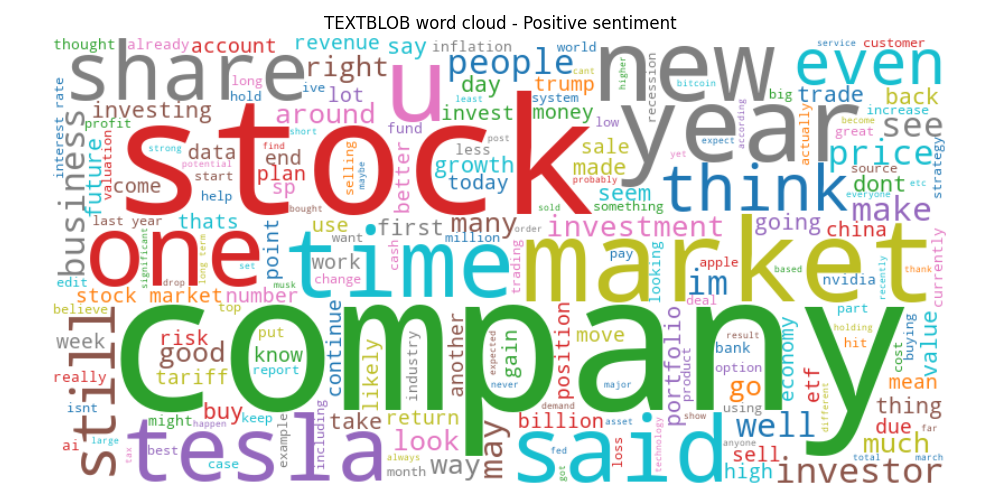 TEXTBLOB word cloud - Positive sentiment
thought already account revenue say inflation world service customer
share right people new even
long hold ive lot u day trump system cant higher recession bitcoin big trade back
interest rate investing around invest money least low according actually become increase
profit strong short fund post expect great see
business future valuation data find end selling maybe better less growth sale made year yet price source strategy
stock
potential start plan sp come help today seem probably think dont etc everyone make
bought sold something
last year thats use first many order investment going china
one point want time million trading market currently
significant long term set work cash pay looking apple im based recently thank
edit drop musk change deal nvidia
stock market number believe top company part
still week risk put continue likely industry another expected gain position move portfolio result holding hit buying value
good know report bank product option economy cost
really tariff never major go etf different mean
isnt might buy keep take return billion demand asset show using well due thing
happen example including look may said loss technology anyone sell much far
ai large tax best tesla case always month way fed got high total march investor